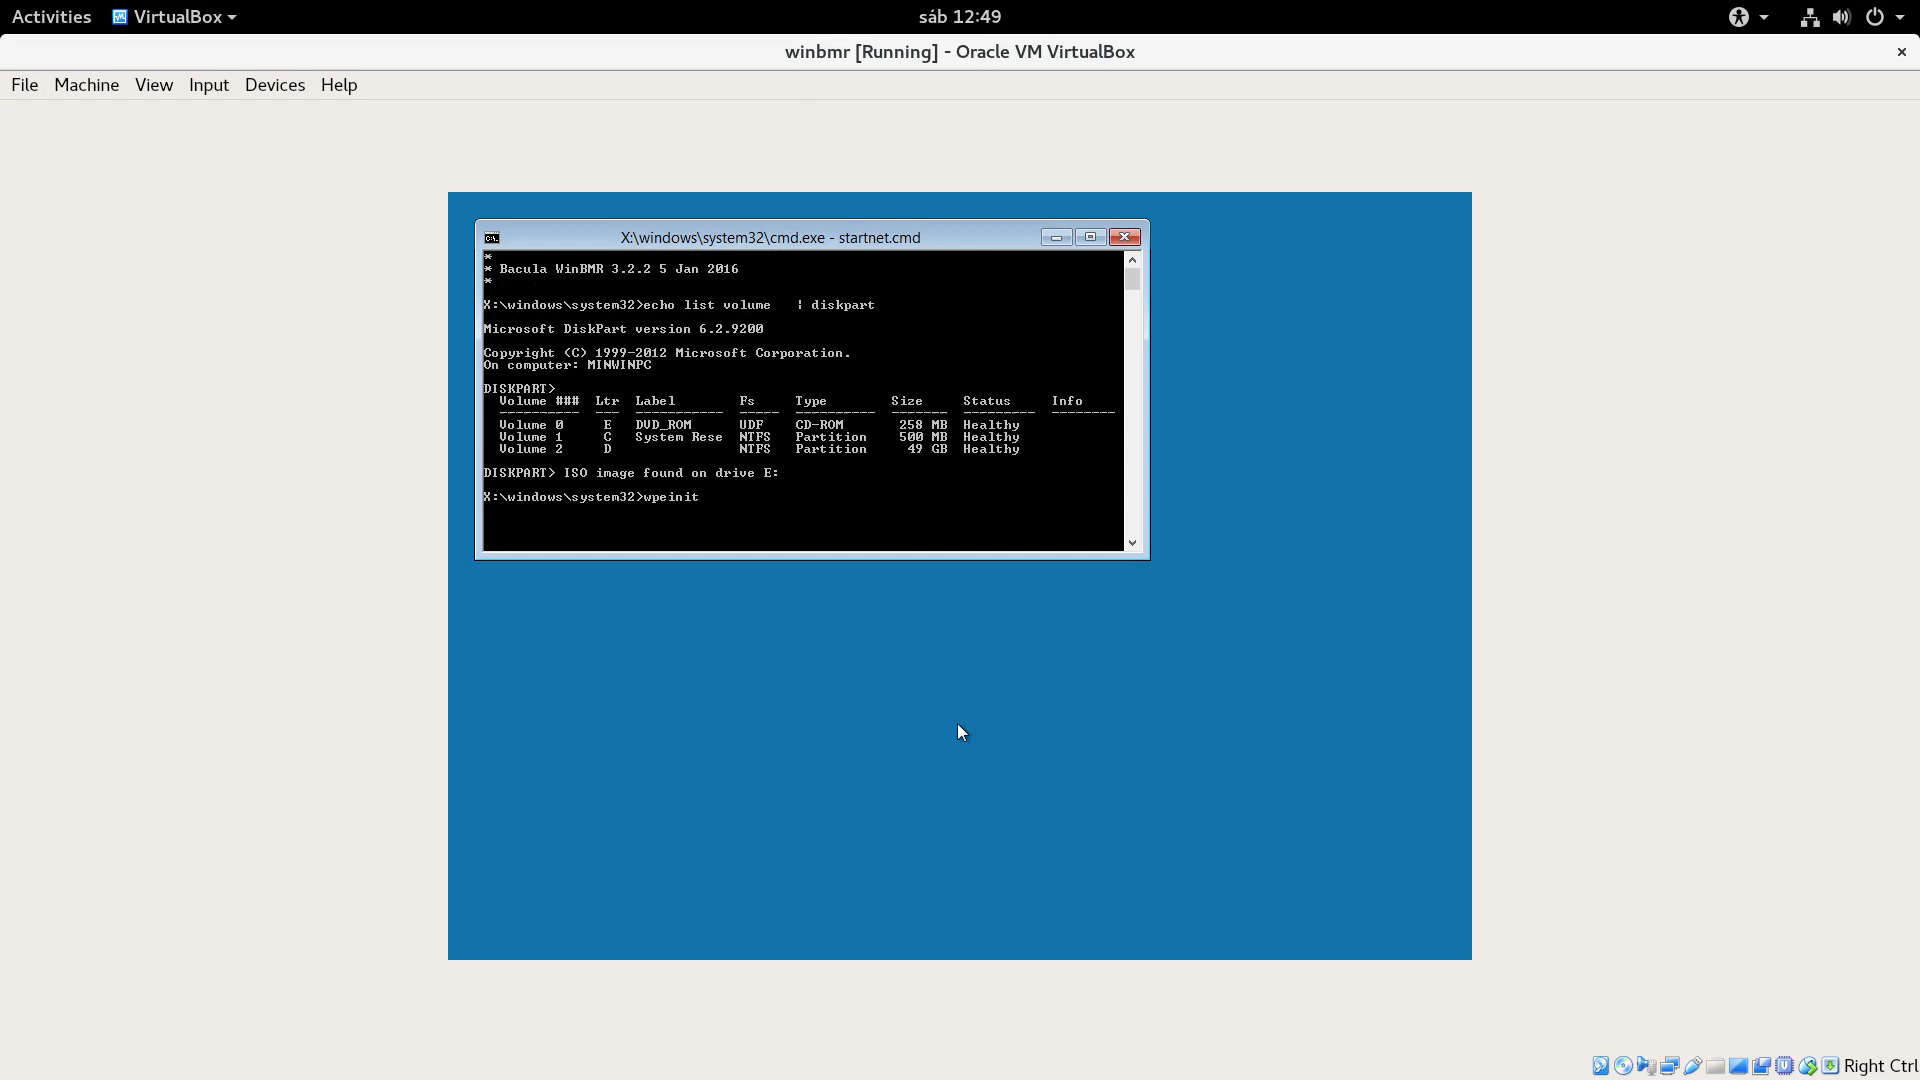 Activities VirtualBox sáb 12:49
winbmr [Running] - Oracle VM VirtualBox
File Machine View Input Devices Help
X:\windows\system32\cmd.exe - startnet.cmd
*
* Bacula WinBMR 3.2.2 5 Jan 2016
*
X:\windows\system32>echo list volume   | diskpart
Microsoft DiskPart version 6.2.9200
Copyright (C) 1999-2012 Microsoft Corporation.
On computer: MINWINPC
DISKPART>
Volume ###  Ltr  Label        Fs     Type        Size     Status     Info
----------  ---  -----------  -----  ----------  -------  ---------  --------
Volume 0     E   DVD_ROM      UDF    CD-ROM       258 MB  Healthy
Volume 1     C   System Rese  NTFS   Partition    500 MB  Healthy
Volume 2     D                NTFS   Partition     49 GB  Healthy
DISKPART> ISO image found on drive E:
X:\windows\system32>wpeinit
Right Ctrl